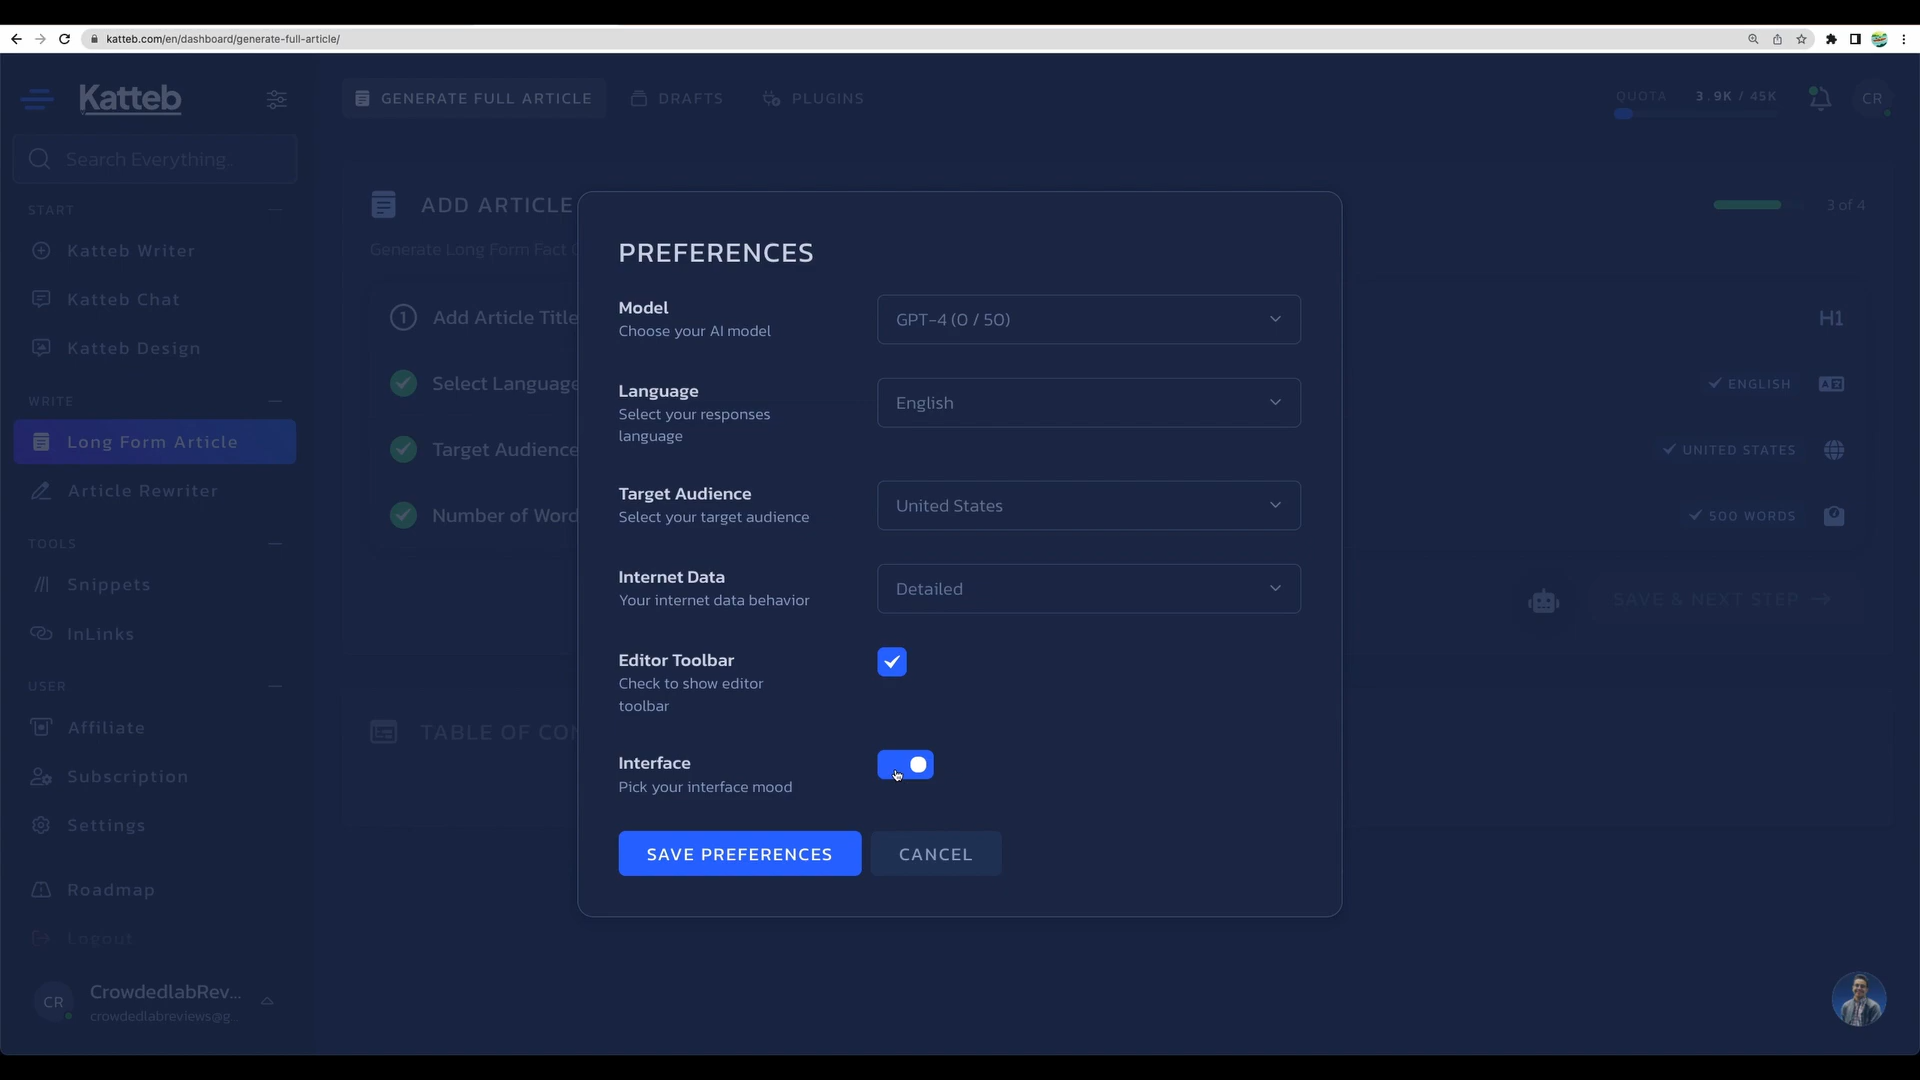 katteb.com/en/dashboard/generate-full-article/
Katteb
GENERATE FULL ARTICLE
DRAFTS
PLUGINS
QUOTA
3.9K / 45K
CR
Search Everything..
START
Katteb Writer
Katteb Chat
Katteb Design
WRITE
Long Form Article
Article Rewriter
TOOLS
Snippets
InLinks
USER
Affiliate
Subscription
Settings
Roadmap
Logout
CR
CrowdedlabRev...
crowdedlabreviews@g...
ADD ARTICLE
3 of 4
Generate Long Form Fact
1
Add Article Title
H1
Select Language
ENGLISH
Target Audience
UNITED STATES
Number of Word
500 WORDS
SAVE & NEXT STEP
TABLE OF CON
PREFERENCES
Model
Choose your AI model
GPT-4 (0 / 50)
Language
Select your responses
language
English
Target Audience
Select your target audience
United States
Internet Data
Your internet data behavior
Detailed
Editor Toolbar
Check to show editor
toolbar
Interface
Pick your interface mood
SAVE PREFERENCES
CANCEL